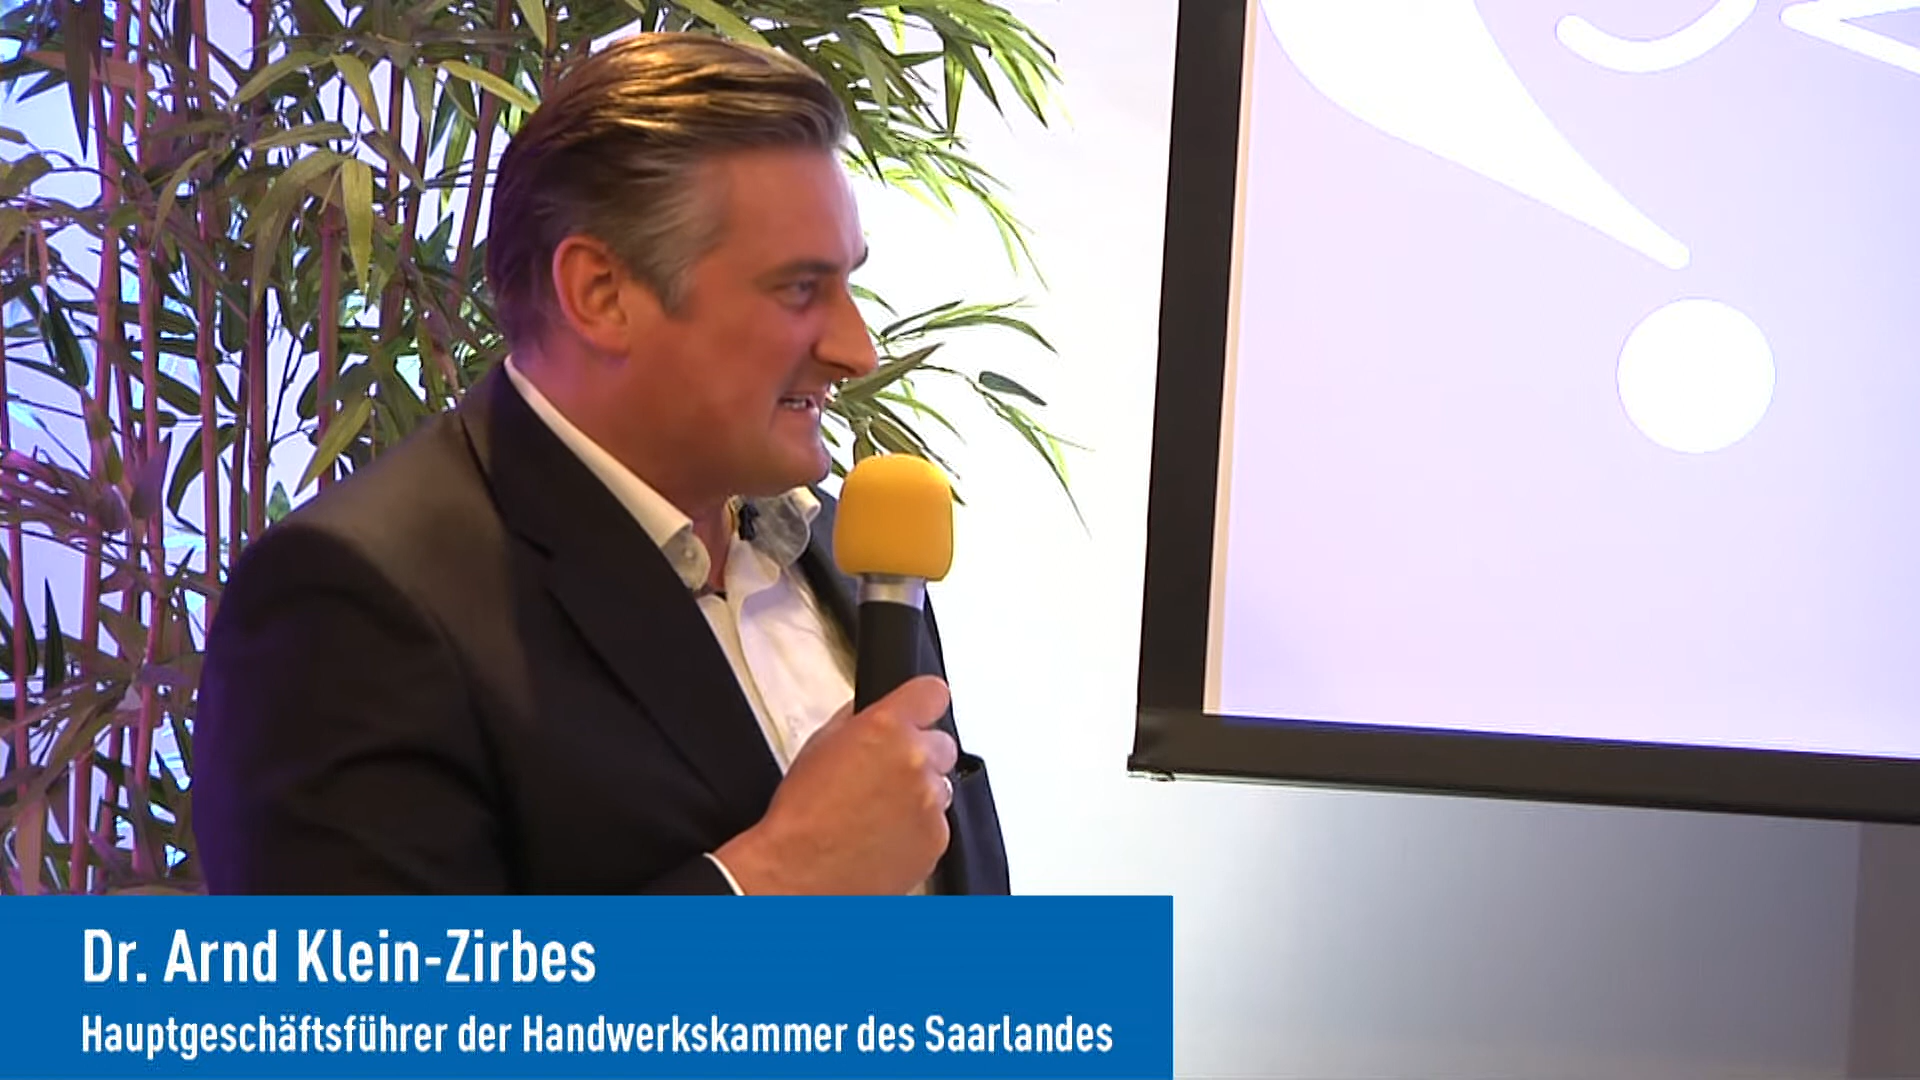 Dr. Arnd Klein-Zirbes
Hauptgeschäftsführer der Handwerkskammer des Saarlandes